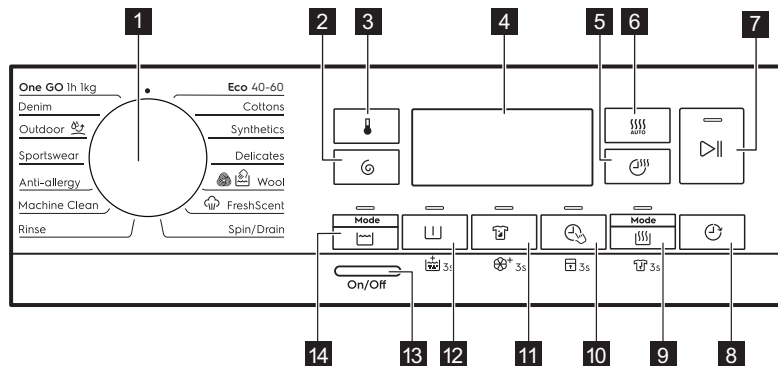 1
2
3
4
5
6
7
One GO 1h 1kg
Denim
Outdoor
Sportswear
Anti-allergy
Machine Clean
Rinse
Eco 40-60
Cottons
Synthetics
Delicates
Wool
FreshScent
Spin/Drain
AUTO
Mode
Mode
3s
+ 3s
3s
3s
On/Off
14
13
12
11
10
9
8